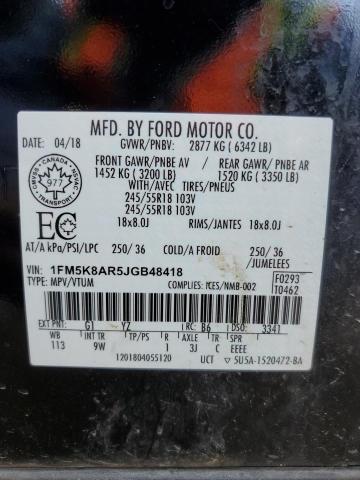 MFD. BY FORD MOTOR CO.
DATE: 04/18 GVWR/PNBV: 2877 KG ( 6342 LB)
FRONT GAWR/PNBE AV REAR GAWR / PNBE AR
1452 KG ( 3200 LB) 1520 KG ( 3350 LB)
WITH/AVEC TIRES/PNEUS
245/55R18 103V
245/55R18 103V
18x8.0J RIMS/JANTES 18x8.0J
CANADA
977
EC
AT/A kPa/PSI/LPC 250/ 36 COLD/A FROID 250/ 36
/JUMELEES
VIN: 1FM5K8AR5JGB48418
TYPE: MPV/VTUM COMPLIES: ICES/NMB-002
F0293
T0462
EXT PNT: G1 YZ RC: B6 DSO: 3341
WB INT TR R AXLE TR EEEE
113 9W 1 3J C
1201804055120 UCT 5U5A-1520472-BA